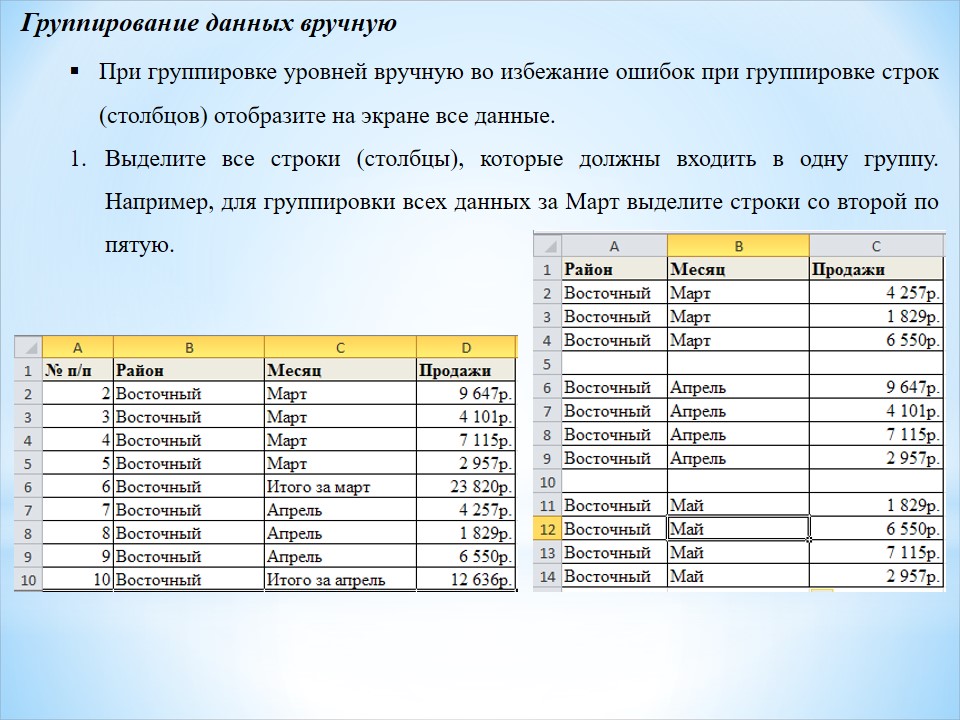 Группирование данных вручную
▪ При группировке уровней вручную во избежание ошибок при группировке строк
(столбцов) отобразите на экране все данные.
1. Выделите все строки (столбцы), которые должны входить в одну группу.
Например, для группировки всех данных за Март выделите строки со второй по
пятую.
A B C D
1 № п/п Район Месяц Продажи
2 2 Восточный Март 9 647р.
3 3 Восточный Март 4 101р.
4 4 Восточный Март 7 115р.
5 5 Восточный Март 2 957р.
6 6 Восточный Итого за март 23 820р.
7 7 Восточный Апрель 4 257р.
8 8 Восточный Апрель 1 829р.
9 9 Восточный Апрель 6 550р.
10 10 Восточный Итого за апрель 12 636р.
A B C
1 Район Месяц Продажи
2 Восточный Март 4 257р.
3 Восточный Март 1 829р.
4 Восточный Март 6 550р.
5
6 Восточный Апрель 9 647р.
7 Восточный Апрель 4 101р.
8 Восточный Апрель 7 115р.
9 Восточный Апрель 2 957р.
10
11 Восточный Май 1 829р.
12 Восточный Май 6 550р.
13 Восточный Май 7 115р.
14 Восточный Май 2 957р.